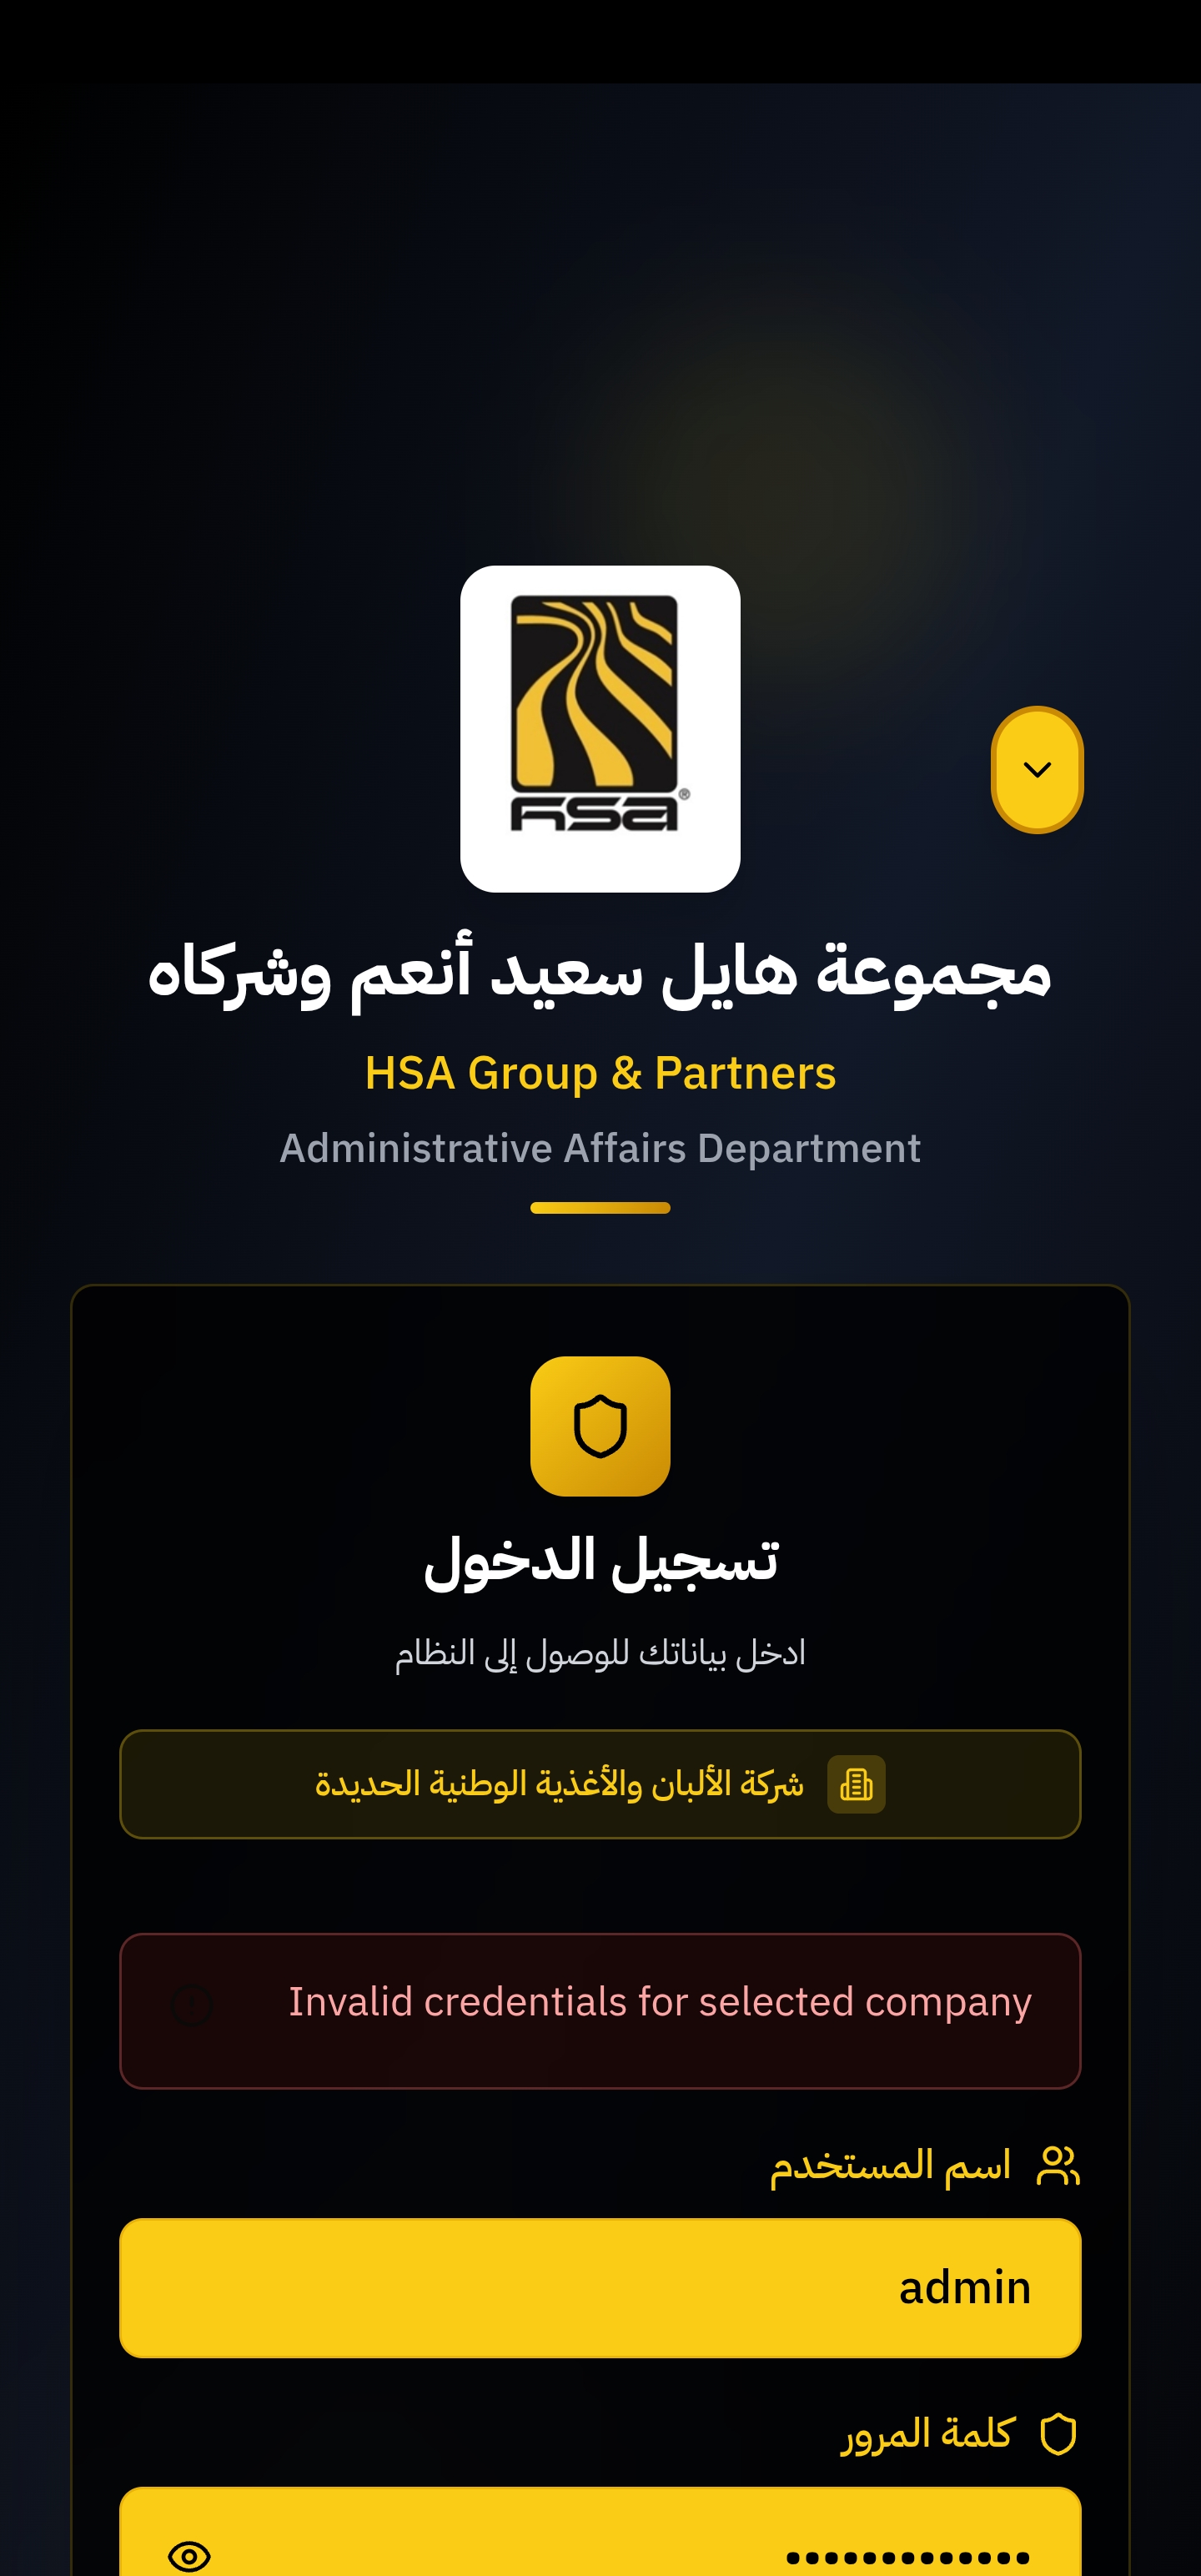 HSA®
مجموعة هايل سعيد أنعم وشركاه
HSA Group & Partners
Administrative Affairs Department
تسجيل الدخول
ادخل بياناتك للوصول إلى النظام
شركة الألبان والأغذية الوطنية الحديدة
Invalid credentials for selected company
اسم المستخدم
admin
كلمة المرور
•••••••••••••